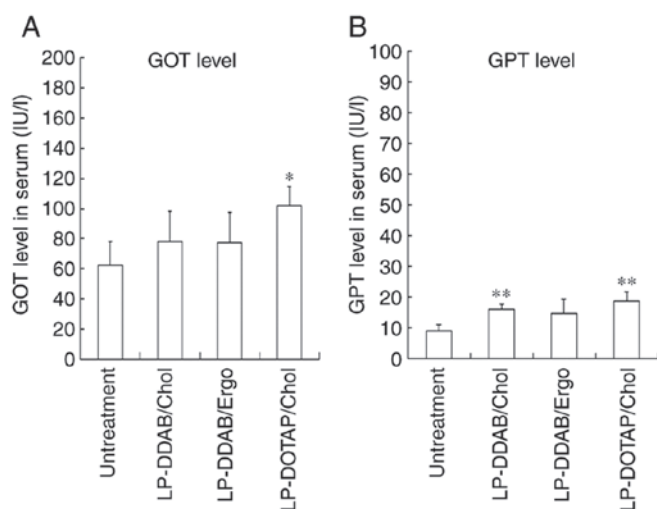 A
GOT level
GOT level in serum (IU/l)
200
180
160
140
120
100
80
60
40
20
0
*
Untreatment
LP-DDAB/Chol
LP-DDAB/Ergo
LP-DOTAP/Chol
B
GPT level
GPT level in serum (IU/l)
100
90
80
70
60
50
40
30
20
10
0
**
**
Untreatment
LP-DDAB/Chol
LP-DDAB/Ergo
LP-DOTAP/Chol